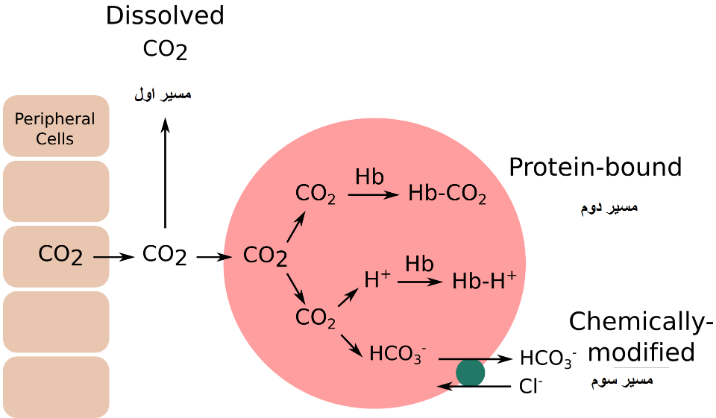 Dissolved
CO2
مسیر اول
Peripheral
Cells
CO2
CO2
CO2
CO₂
Hb
Hb-CO₂
Protein-bound
مسیر دوم
CO₂
H⁺
Hb
Hb-H⁺
HCO₃⁻
HCO₃⁻
Cl⁻
Chemically-
modified
مسیر سوم